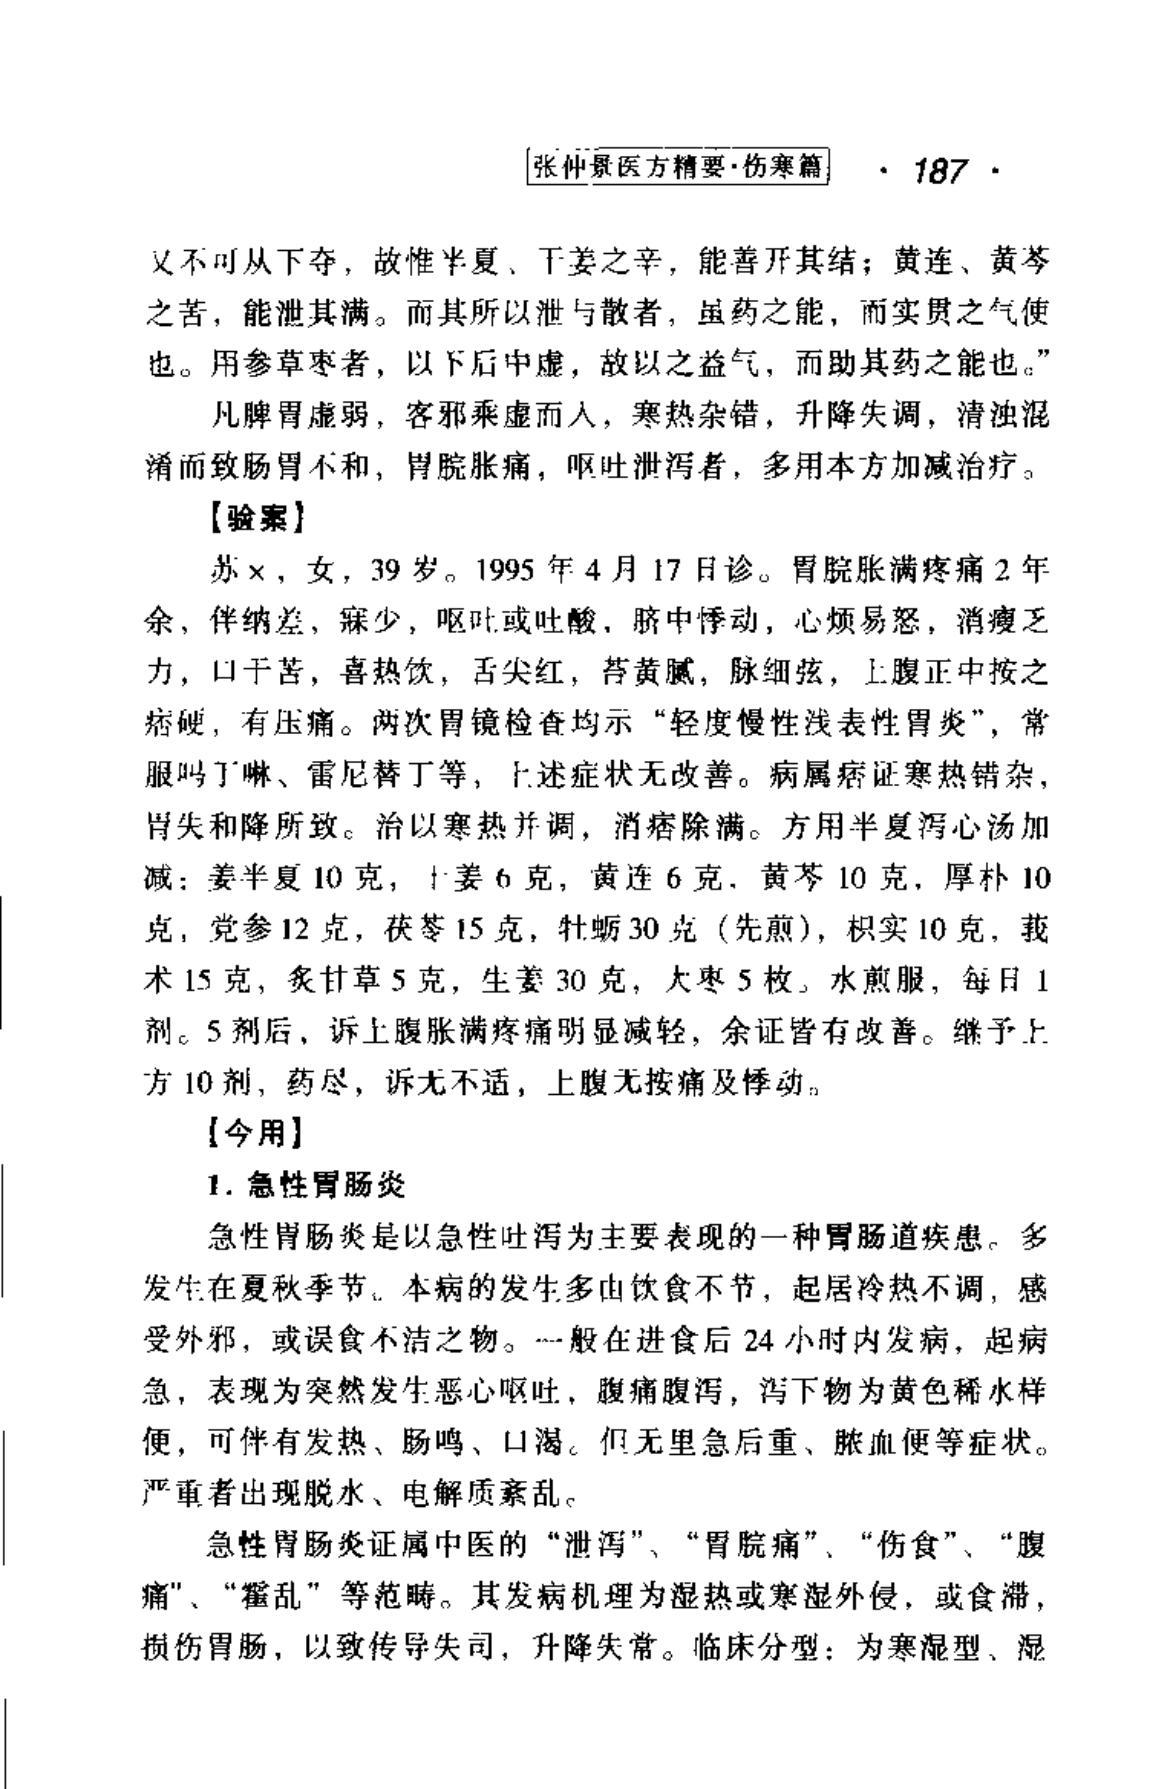 张仲景医方精要·伤寒篇 · 187 ·
又不可从下夺，故惟半夏、干姜之辛，能善开其结；黄连、黄芩
之苦，能泄其满。而其所以泄与散者，虽药之能，而实贯之气使
也。用参草枣者，以下后中虚，故以之益气，而助其药之能也。”
凡脾胃虚弱，客邪乘虚而入，寒热杂错，升降失调，清浊混
淆而致肠胃不和，胃脘胀痛，呕吐泄泻者，多用本方加减治疗。
【验案】
苏×，女，39岁。1995年4月17日诊。胃脘胀满疼痛2年
余，伴纳差，寐少，呕吐或吐酸，脐中悸动，心烦易怒，消瘦乏
力，口干苦，喜热饮，舌尖红，苔黄腻，脉细弦，上腹正中按之
痞硬，有压痛。两次胃镜检查均示“轻度慢性浅表性胃炎”，常
服吗丁啉、雷尼替丁等，上述症状无改善。病属痞证寒热错杂，
胃失和降所致。治以寒热并调，消痞除满。方用半夏泻心汤加
减：姜半夏10克，干姜6克，黄连6克，黄芩10克，厚朴10
克，党参12克，茯苓15克，牡蛎30克（先煎），枳实10克，莪
术15克，炙甘草5克，生姜30克，大枣5枚。水煎服，每日1
剂。5剂后，诉上腹胀满疼痛明显减轻，余证皆有改善。继予上
方10剂，药尽，诉无不适，上腹无按痛及悸动。
【今用】
1. 急性胃肠炎
急性胃肠炎是以急性吐泻为主要表现的一种胃肠道疾患。多
发生在夏秋季节。本病的发生多由饮食不节，起居冷热不调，感
受外邪，或误食不洁之物。一般在进食后24小时内发病，起病
急，表现为突然发生恶心呕吐，腹痛腹泻，泻下物为黄色稀水样
便，可伴有发热、肠鸣、口渴。但无里急后重、脓血便等症状。
严重者出现脱水、电解质紊乱。
急性胃肠炎证属中医的“泄泻”、“胃脘痛”、“伤食”、“腹
痛"、“霍乱”等范畴。其发病机理为湿热或寒湿外侵，或食滞，
损伤胃肠，以致传导失司，升降失常。临床分型：为寒湿型、湿